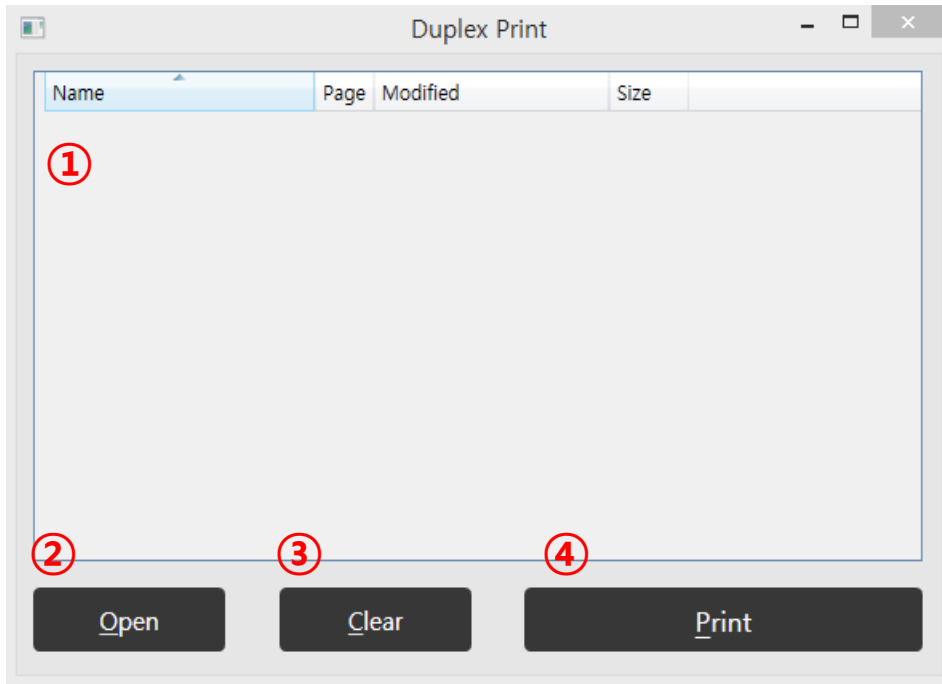 Duplex Print
Name Page Modified Size
①
② ③ ④
Open Clear Print